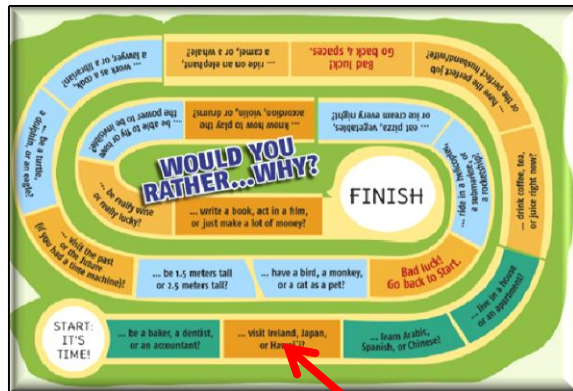 WOULD YOU
RATHER...WHY?
START:
IT'S
TIME!
... be a baker, a dentist,
or an accountant?
... visit Ireland, Japan,
or
... learn Arabic,
Spanish, or Chinese?
... live in a house
or an apartment?
... drink coffee, tea,
or juice right now?
... have the perfect job
or the perfect husband/wife?
Bad luck!
Go back 4 spaces.
... ride on an elephant,
a camel, or a whale?
... work as a cook,
a lawyer, or a librarian?
... be a turtle,
a dolphin, or an eagle?
... visit the past
or the future
(if you had a time machine)?
... be 1.5 meters tall
or 2.5 meters tall?
... have a bird, a monkey,
or a cat as a pet?
Bad luck!
Go back to Start.
... ride in a helicopter,
a submarine, or
a rocketship?
... eat pizza, vegetables,
or ice cream every night?
... know how to play the
accordion, violin, or drums?
... be able to fly or have
the power to be
invisible?
... be really wise
or really lucky?
... write a book, act in a film,
or just make a lot of money?
FINISH